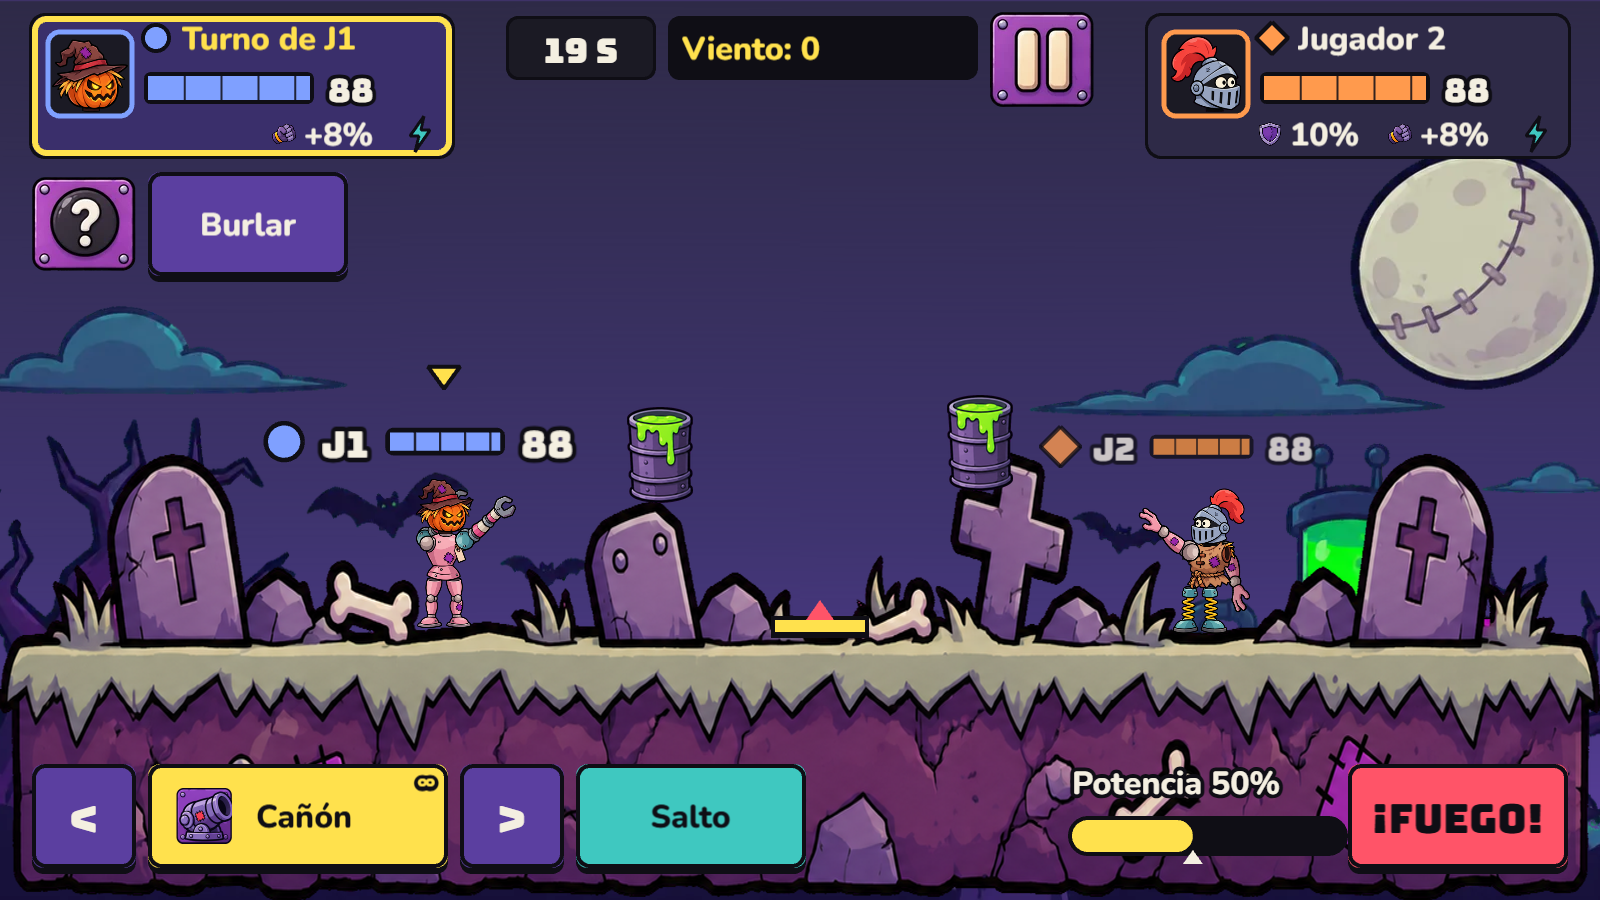 Turno de J1
88
+8%
19 S
Viento: 0
Jugador 2
88
10%
+8%
?
Burlar
J1
88
J2
88
<
∞
Cañón
>
Salto
Potencia 50%
¡FUEGO!